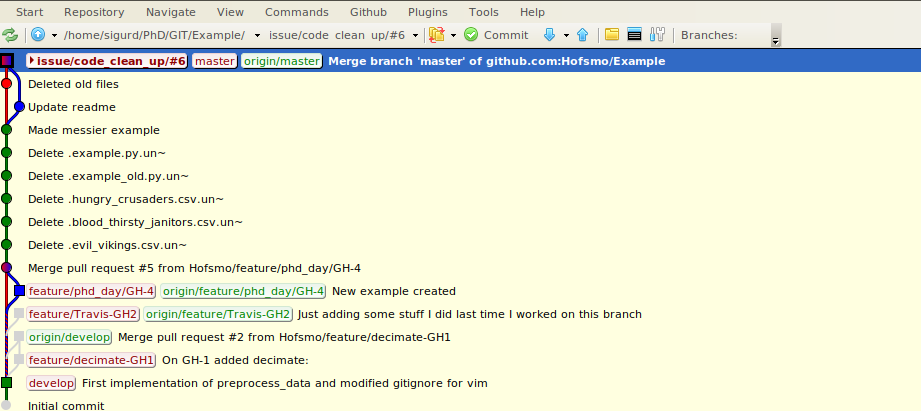 Start Repository Navigate View Commands Github Plugins Tools Help
/home/sigurd/PhD/GIT/Example/ issue/code_clean_up/#6 Commit Branches:
issue/code_clean_up/#6 master origin/master Merge branch 'master' of github.com:Hofsmo/Example
Deleted old files
Update readme
Made messier example
Delete .example.py.un~
Delete .example_old.py.un~
Delete .hungry_crusaders.csv.un~
Delete .blood_thirsty_janitors.csv.un~
Delete .evil_vikings.csv.un~
Merge pull request #5 from Hofsmo/feature/phd_day/GH-4
feature/phd_day/GH-4 origin/feature/phd_day/GH-4 New example created
feature/Travis-GH2 origin/feature/Travis-GH2 Just adding some stuff I did last time I worked on this branch
origin/develop Merge pull request #2 from Hofsmo/feature/decimate-GH1
feature/decimate-GH1 On GH-1 added decimate:
develop First implementation of preprocess_data and modified gitignore for vim
Initial commit